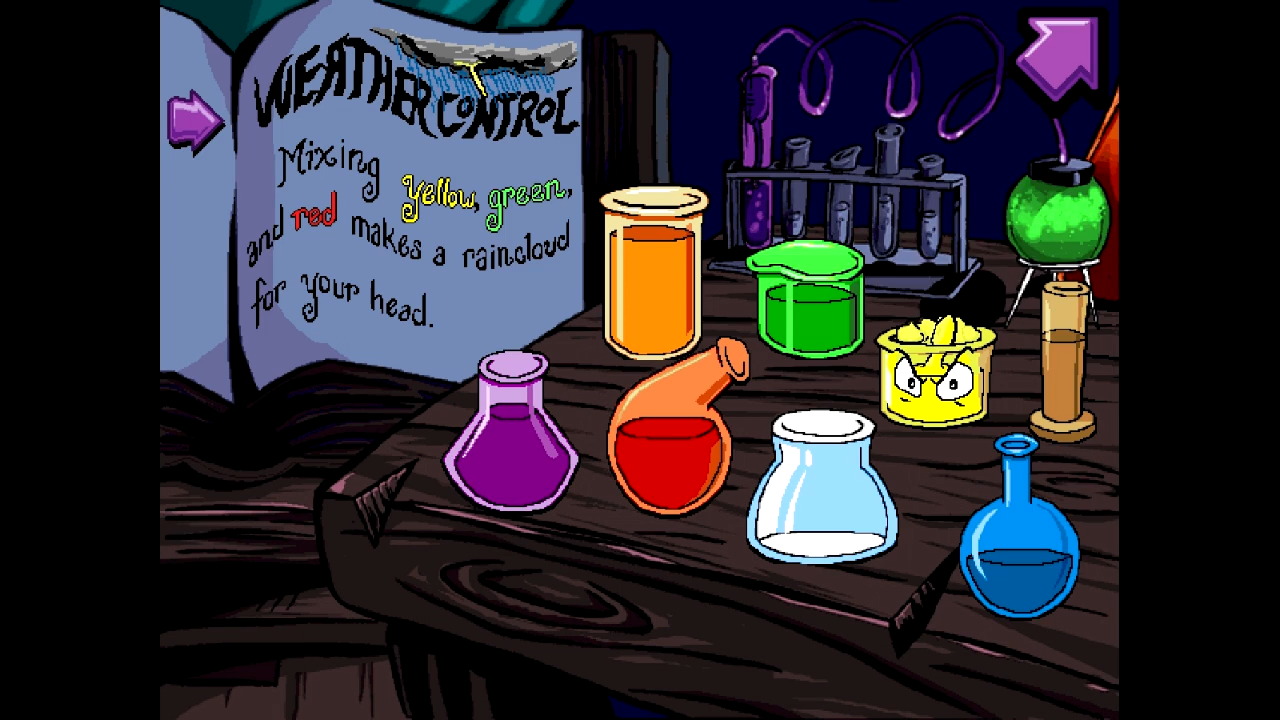 WEATHER CONTROL
Mixing yellow, green,
and red makes a raincloud
for your head.